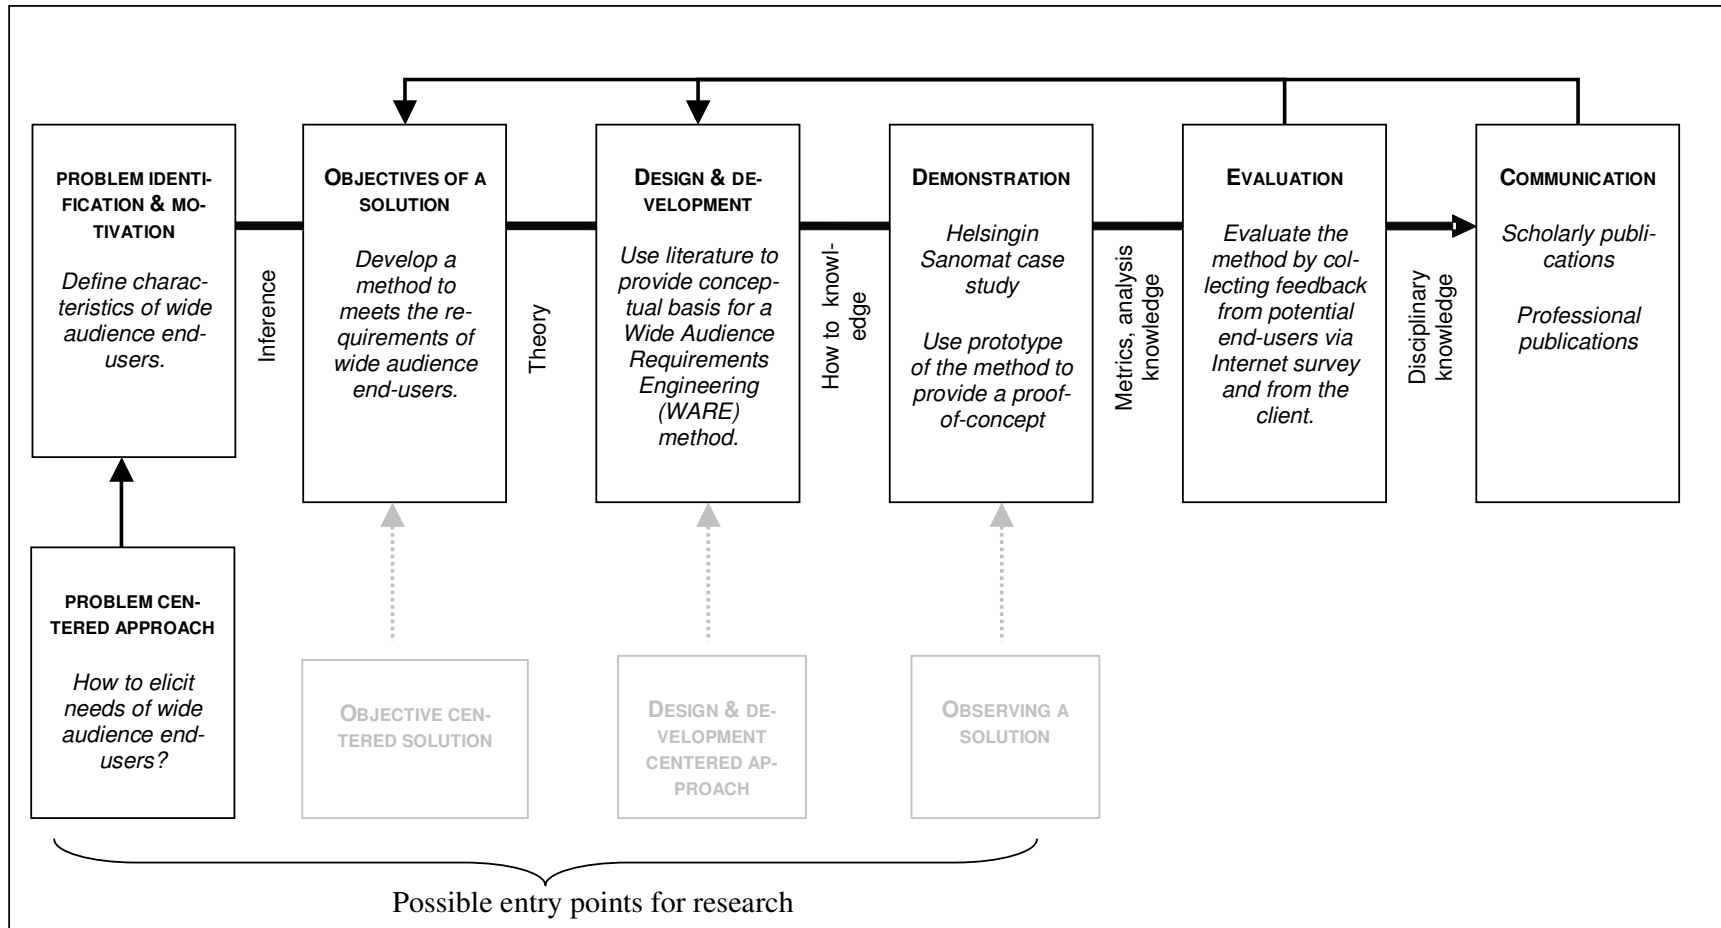 PROBLEM IDENTI-
FICATION & MO-
TIVATION
Define charac-
teristics of wide
audience end-
users.
Inference
OBJECTIVES OF A
SOLUTION
Develop a
method to
meets the re-
quirements of
wide audience
end-users.
Theory
DESIGN & DE-
VELOPMENT
Use literature to
provide concep-
tual basis for a
Wide Audience
Requirements
Engineering
(WARE)
method.
How to knowl-
edge
DEMONSTRATION
Helsingin
Sanomat case
study
Use prototype
of the method to
provide a proof-
of-concept
Metrics, analysis
knowledge
EVALUATION
Evaluate the
method by col-
lecting feedback
from potential
end-users via
Internet survey
and from the
client.
Disciplinary
knowledge
COMMUNICATION
Scholarly publi-
cations
Professional
publications
PROBLEM CEN-
TERED APPROACH
How to elicit
needs of wide
audience end-
users?
OBJECTIVE CEN-
TERED SOLUTION
DESIGN & DE-
VELOPMENT
CENTERED AP-
PROACH
OBSERVING A
SOLUTION
Possible entry points for research